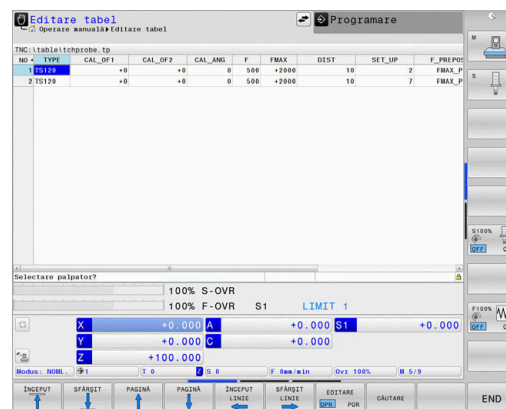 Editare tabel
Operare manuală▸Editare tabel
Programare
TNC:\table\tchprobe.tp
NO TYPE CAL_OF1 CAL_OF2 CAL_ANG F FMAX DIST SET_UP F_PREPOS
1 TS120 +0 +0 0 500 +2000 10 2 FMAX_P
2 TS120 +0 +0 0 500 +2000 10 7 FMAX_P
Selectare palpator?
100% S-OVR
100% F-OVR S1 LIMIT 1
X +0.000 A +0.000 S1 +0.000
Y +0.000 C +0.000
Z +100.000
Modus: NOML. 1 T 0 Z S 0 F 0mm/min Ovr 100% M 5/9
M
S
S100%
OFF
F100%
OFF
ÎNCEPUT
SFÂRŞIT
PAGINĂ
PAGINĂ
ÎNCEPUT LINIE
SFÂRŞIT LINIE
EDITARE
OPR POR
CĂUTARE
END